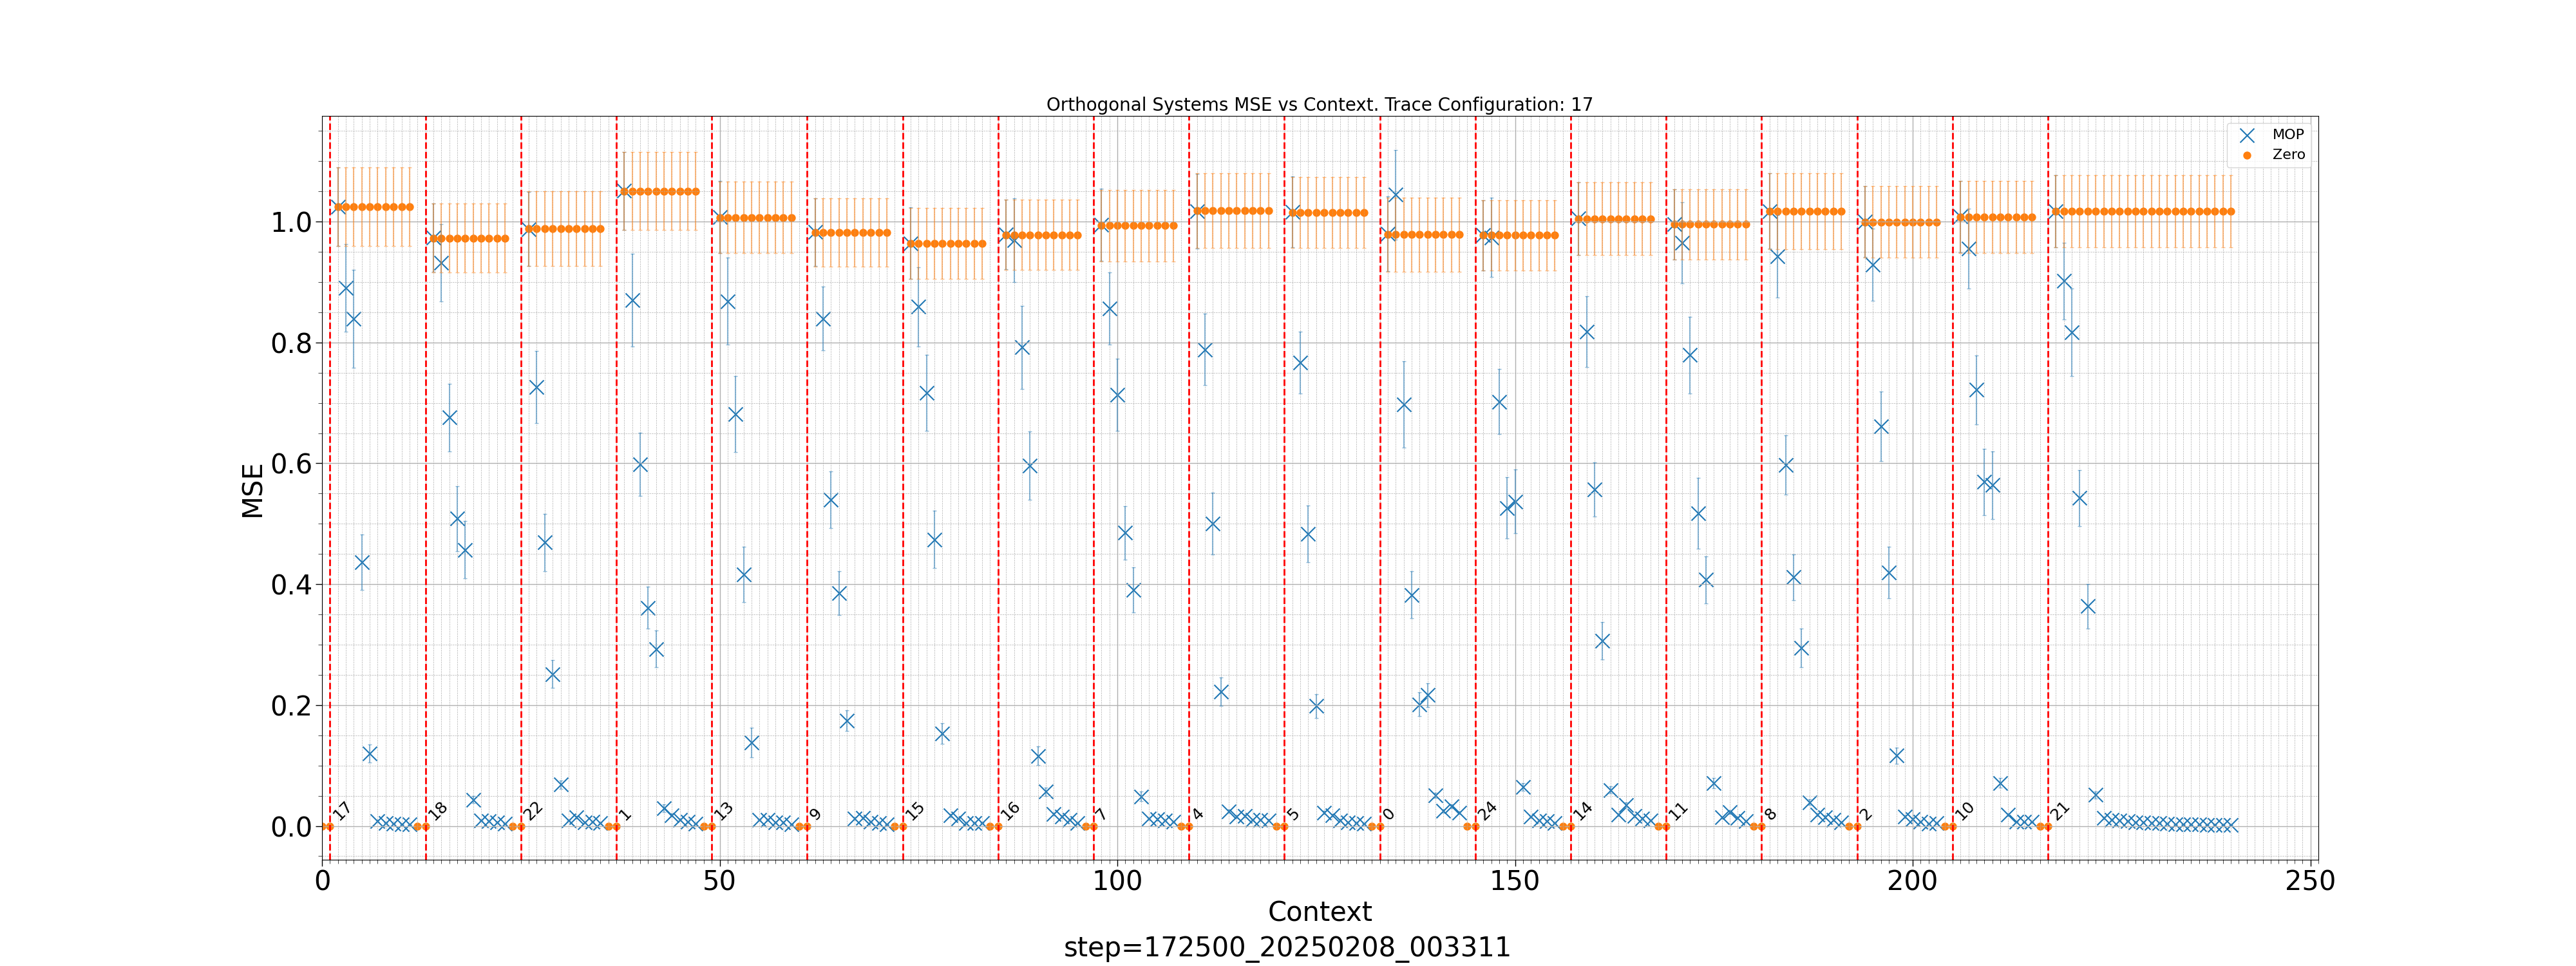 Orthogonal Systems MSE vs Context. Trace Configuration: 17
MOP
Zero
MSE
1.0
0.8
0.6
0.4
0.2
0.0
17 18 22 1 13 9 15 16 7 4 5 0 24 14 11 8 2 10 21
0 50 100 150 200 250
Context
step=172500_20250208_003311